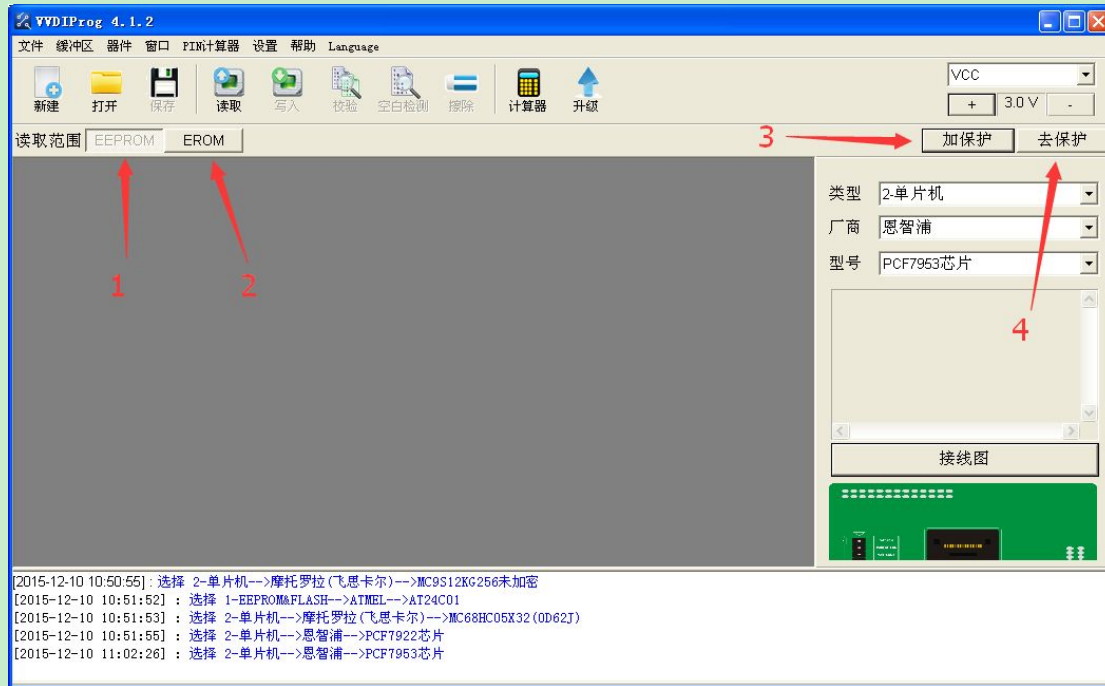 VVDIProg 4.1.2
文件 缓冲区 器件 窗口 PIN计算器 设置 帮助 Language
新建 打开 保存 读取 写入 校验 空白检测 擦除 计算器 升级
VCC
+ 3.0 V -
读取范围 EEPROM EROM
3
加保护 去保护
类型 2-单片机
厂商 恩智浦
型号 PCF7953芯片
1
2
4
接线图
[2015-12-10 10:50:55] : 选择 2-单片机-->摩托罗拉(飞思卡尔)-->MC9S12KG256未加密
[2015-12-10 10:51:52] : 选择 1-EEPROM&FLASH-->ATMEL-->AT24C01
[2015-12-10 10:51:53] : 选择 2-单片机-->摩托罗拉(飞思卡尔)-->MC68HC05X32(0D62J)
[2015-12-10 10:51:55] : 选择 2-单片机-->恩智浦-->PCF7922芯片
[2015-12-10 11:02:26] : 选择 2-单片机-->恩智浦-->PCF7953芯片